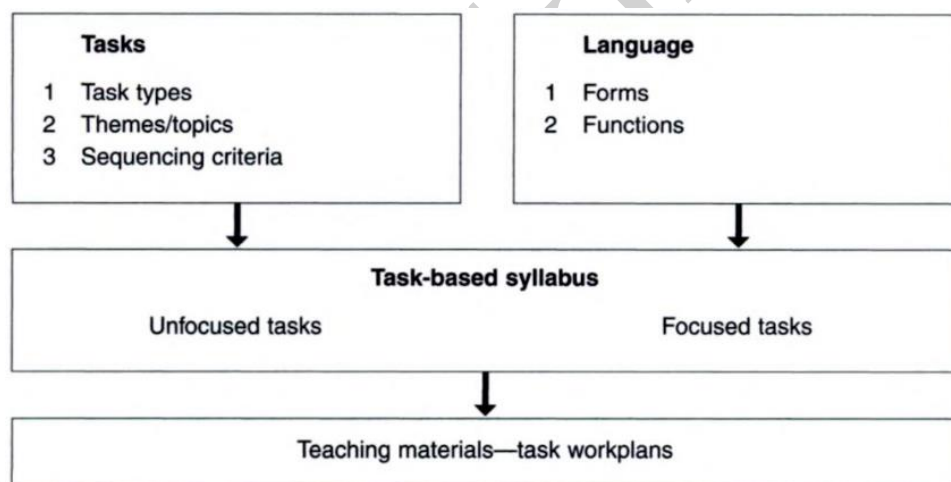 Tasks
1 Task types
2 Themes/topics
3 Sequencing criteria
Language
1 Forms
2 Functions
Task-based syllabus
Unfocused tasks
Focused tasks
Teaching materials—task workplans